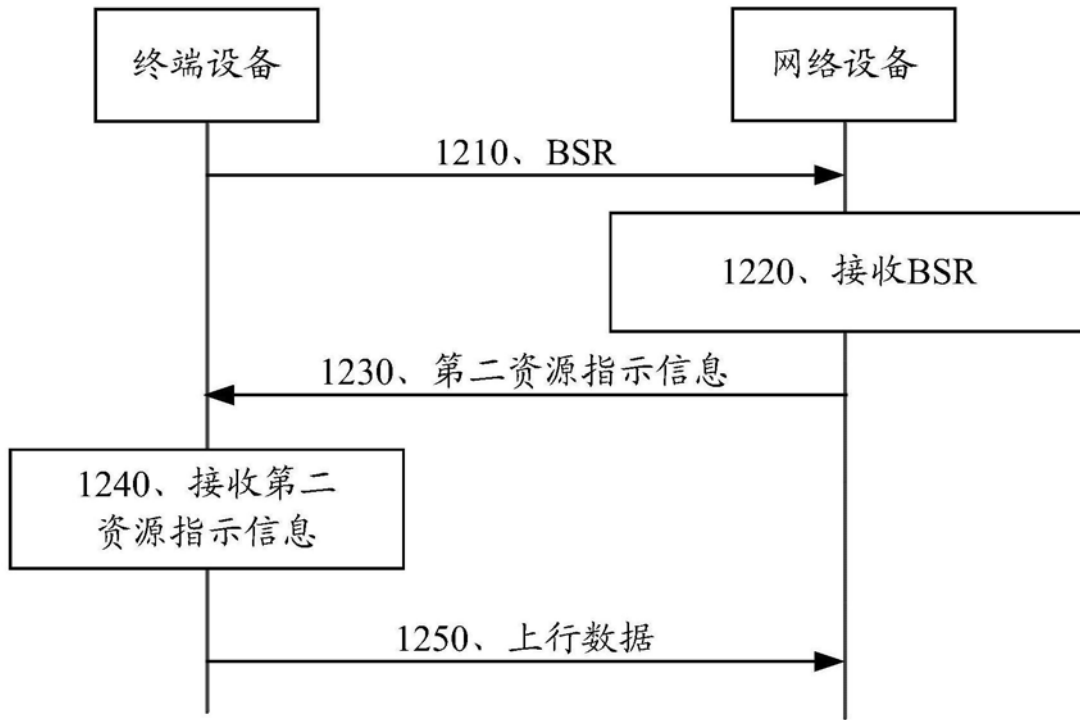 终端设备
网络设备
1210、BSR
1220、接收BSR
1230、第二资源指示信息
1240、接收第二
资源指示信息
1250、上行数据